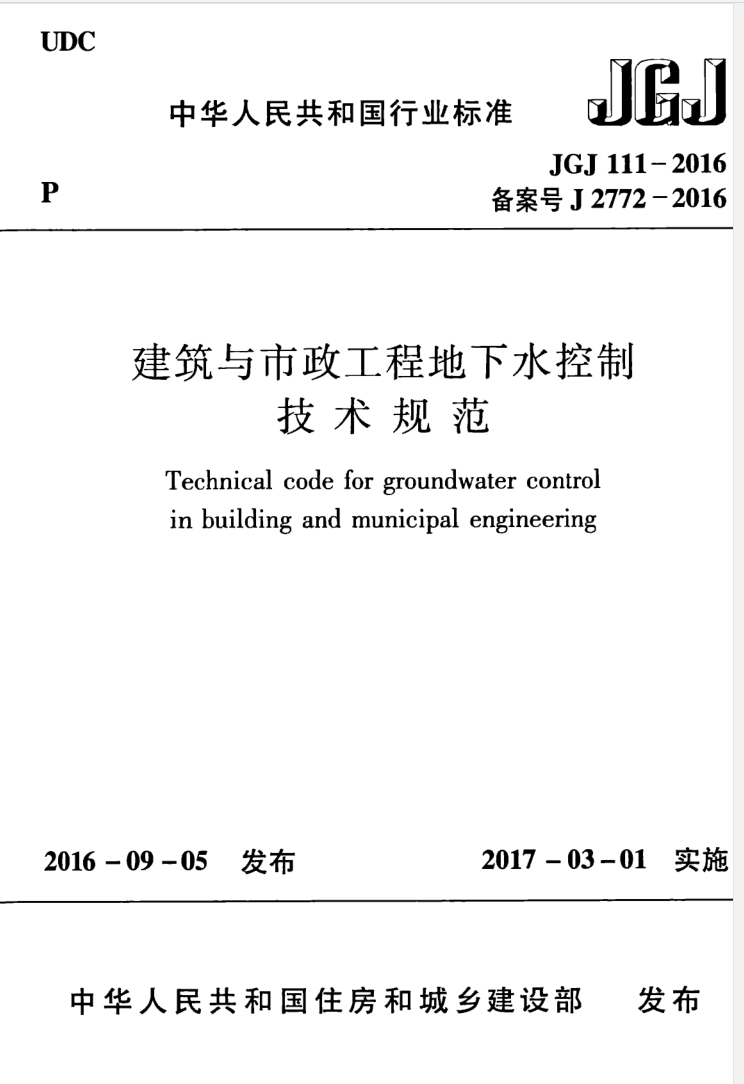 UDC
JGJ
中华人民共和国行业标准
JGJ 111-2016
P
备案号 J 2772-2016
建筑与市政工程地下水控制
技术规范
Technical code for groundwater control
in building and municipal engineering
2016-09-05 发布 2017-03-01 实施
中华人民共和国住房和城乡建设部 发布